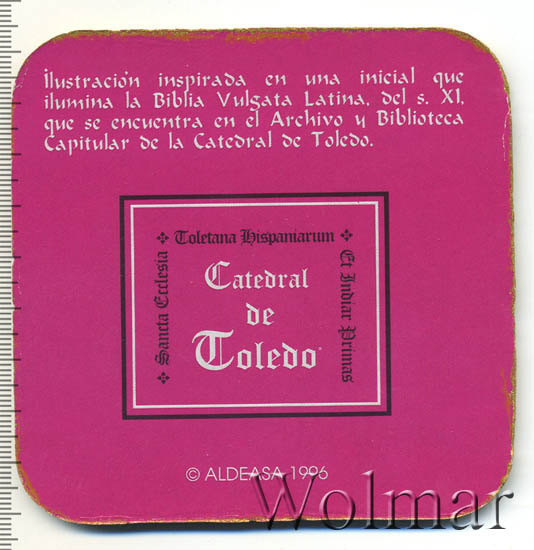 Ilustración inspirada en una inicial que
ilumina la Biblia Vulgata Latina, del s. XI,
que se encuentra en el Archivo y Biblioteca
Capitular de la Catedral de Toledo.
Sancta Ecclesia
Toletana Hispaniarum
Et Indiar Primas
Catedral
de
Toledo
© ALDEASA 1996
Wolmar